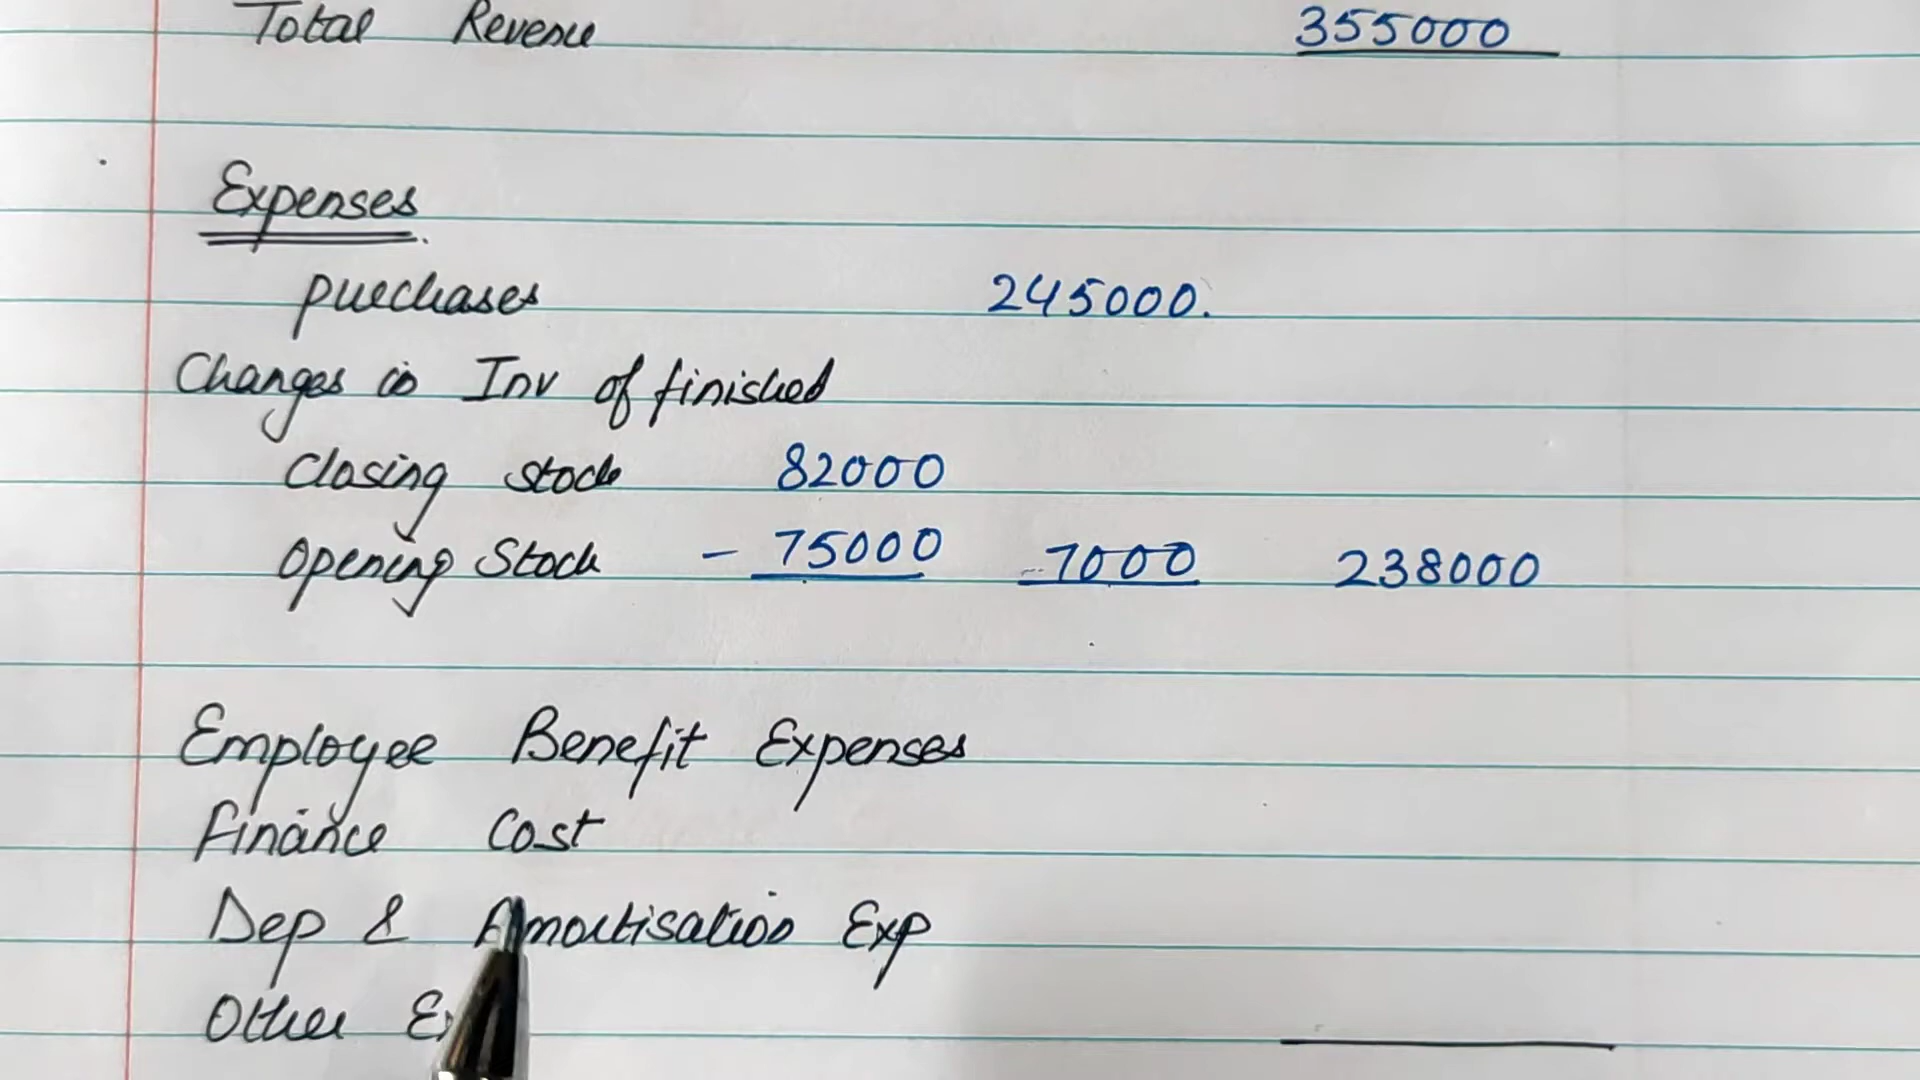 Total Revenue 355000
Expenses
purchases 245000.
Changes in Inv of finished
Closing stock 82000
Opening Stock - 75000 7000 238000
Employee Benefit Expenses
Finance Cost
Dep & Amortisation Exp
Other